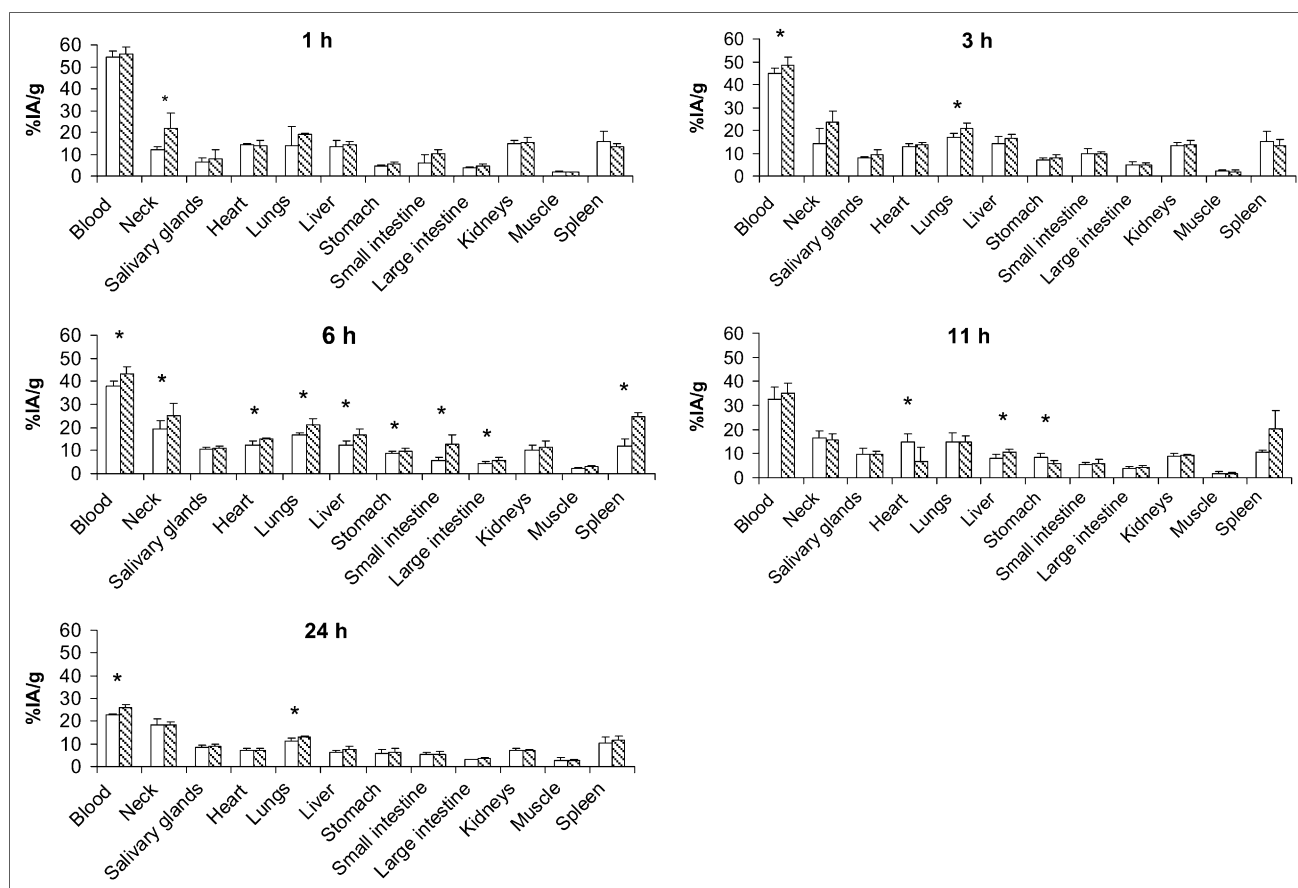 1 h
%IA/g
60
50
40
30
20
10
0
Blood
Neck
Salivary glands
Heart
Lungs
Liver
Stomach
Small intestine
Large intestine
Kidneys
Muscle
Spleen
*
3 h
%IA/g
60
50
40
30
20
10
0
Blood
Neck
Salivary glands
Heart
Lungs
Liver
Stomach
Small intestine
Large intestine
Kidneys
Muscle
Spleen
*
*
6 h
%IA/g
60
50
40
30
20
10
0
Blood
Neck
Salivary glands
Heart
Lungs
Liver
Stomach
Small intestine
Large intestine
Kidneys
Muscle
Spleen
*
*
*
*
*
*
*
*
*
11 h
%IA/g
60
50
40
30
20
10
0
Blood
Neck
Salivary glands
Heart
Lungs
Liver
Stomach
Small intestine
Large intestine
Kidneys
Muscle
Spleen
*
*
*
24 h
%IA/g
60
50
40
30
20
10
0
Blood
Neck
Salivary glands
Heart
Lungs
Liver
Stomach
Small intestine
Large intestine
Kidneys
Muscle
Spleen
*
*